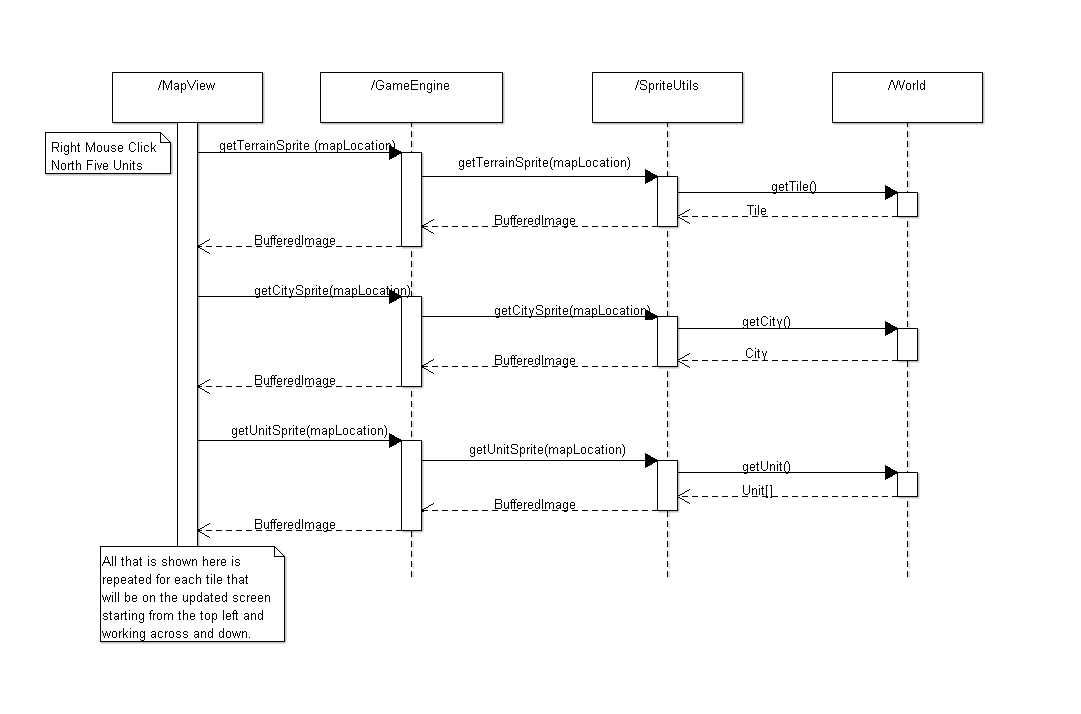 /MapView
/GameEngine
/SpriteUtils
/World
Right Mouse Click
North Five Units
getTerrainSprite (mapLocation)
getTerrainSprite(mapLocation)
getTile()
Tile
BufferedImage
BufferedImage
getCitySprite(mapLocation)
getCitySprite(mapLocation)
getCity()
City
BufferedImage
BufferedImage
getUnitSprite(mapLocation)
getUnitSprite(mapLocation)
getUnit()
Unit[]
BufferedImage
BufferedImage
All that is shown here is
repeated for each tile that
will be on the updated screen
starting from the top left and
working across and down.